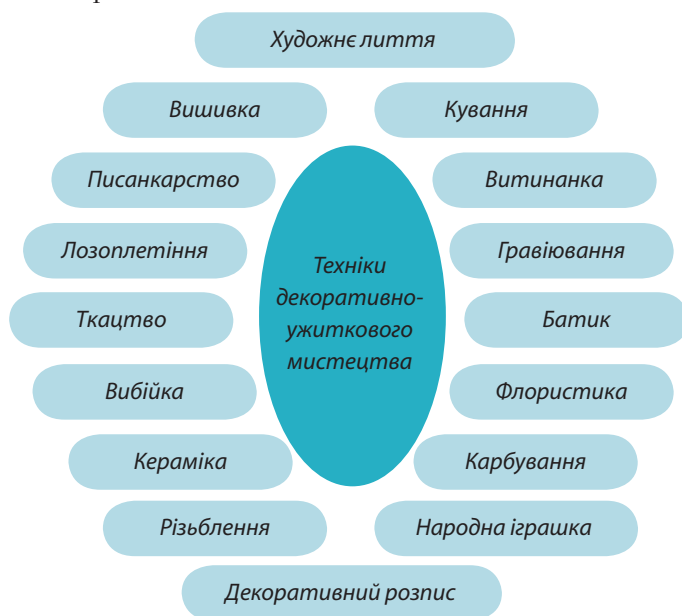 Художнє лиття
Вишивка
Кування
Писанкарство
Витинанка
Лозоплетіння
Гравіювання
Техніки
декоративно-
ужиткового
мистецтва
Ткацтво
Батик
Вибійка
Флористика
Кераміка
Карбування
Різьблення
Народна іграшка
Декоративний розпис